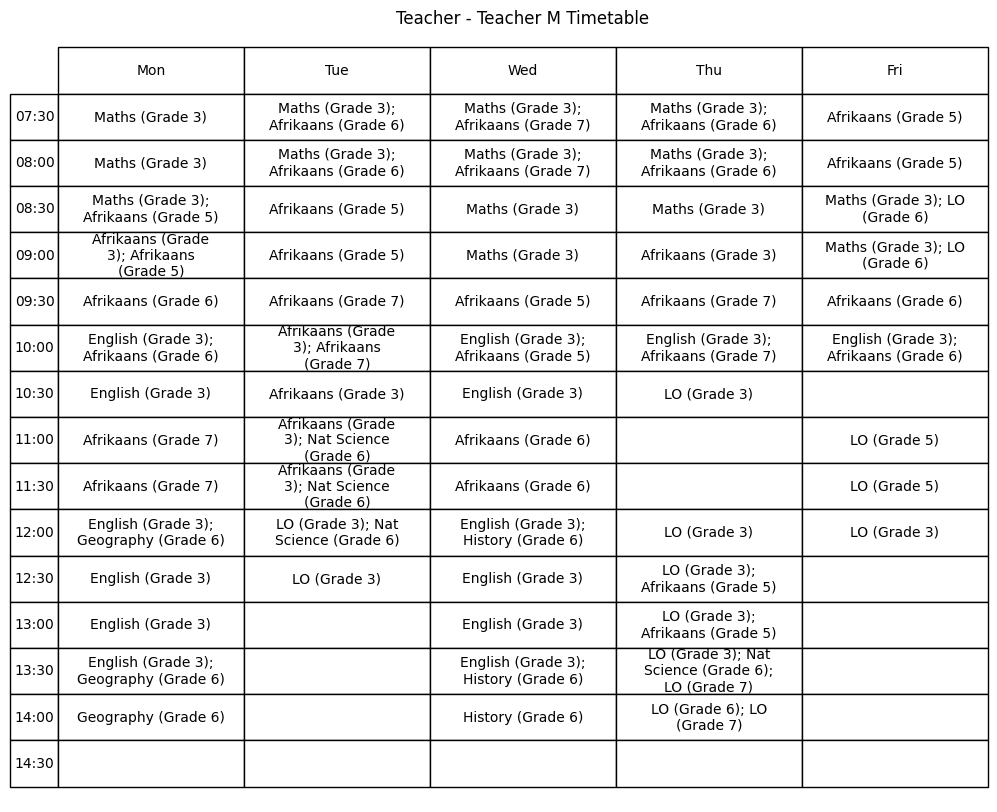 Teacher - Teacher M Timetable
Mon Tue Wed Thu Fri
07:30 Maths (Grade 3) Maths (Grade 3); Afrikaans (Grade 6) Maths (Grade 3); Afrikaans (Grade 7) Maths (Grade 3); Afrikaans (Grade 6) Afrikaans (Grade 5)
08:00 Maths (Grade 3) Maths (Grade 3); Afrikaans (Grade 6) Maths (Grade 3); Afrikaans (Grade 7) Maths (Grade 3); Afrikaans (Grade 6) Afrikaans (Grade 5)
08:30 Maths (Grade 3); Afrikaans (Grade 5) Afrikaans (Grade 5) Maths (Grade 3) Maths (Grade 3) Maths (Grade 3); LO (Grade 6)
09:00 Afrikaans (Grade 3); Afrikaans (Grade 5) Afrikaans (Grade 5) Maths (Grade 3) Afrikaans (Grade 3) Maths (Grade 3); LO (Grade 6)
09:30 Afrikaans (Grade 6) Afrikaans (Grade 7) Afrikaans (Grade 5) Afrikaans (Grade 7) Afrikaans (Grade 6)
10:00 English (Grade 3); Afrikaans (Grade 6) Afrikaans (Grade 3); Afrikaans (Grade 7) English (Grade 3); Afrikaans (Grade 5) English (Grade 3); Afrikaans (Grade 7) English (Grade 3); Afrikaans (Grade 6)
10:30 English (Grade 3) Afrikaans (Grade 3) English (Grade 3) LO (Grade 3)
11:00 Afrikaans (Grade 7) Afrikaans (Grade 3); Nat Science (Grade 6) Afrikaans (Grade 6) LO (Grade 5)
11:30 Afrikaans (Grade 7) Afrikaans (Grade 3); Nat Science (Grade 6) Afrikaans (Grade 6) LO (Grade 5)
12:00 English (Grade 3); Geography (Grade 6) LO (Grade 3); Nat Science (Grade 6) English (Grade 3); History (Grade 6) LO (Grade 3) LO (Grade 3)
12:30 English (Grade 3) LO (Grade 3) English (Grade 3) LO (Grade 3); Afrikaans (Grade 5)
13:00 English (Grade 3) English (Grade 3) LO (Grade 3); Afrikaans (Grade 5)
13:30 English (Grade 3); Geography (Grade 6) English (Grade 3); History (Grade 6) LO (Grade 3); Nat Science (Grade 6); LO (Grade 7)
14:00 Geography (Grade 6) History (Grade 6) LO (Grade 6); LO (Grade 7)
14:30